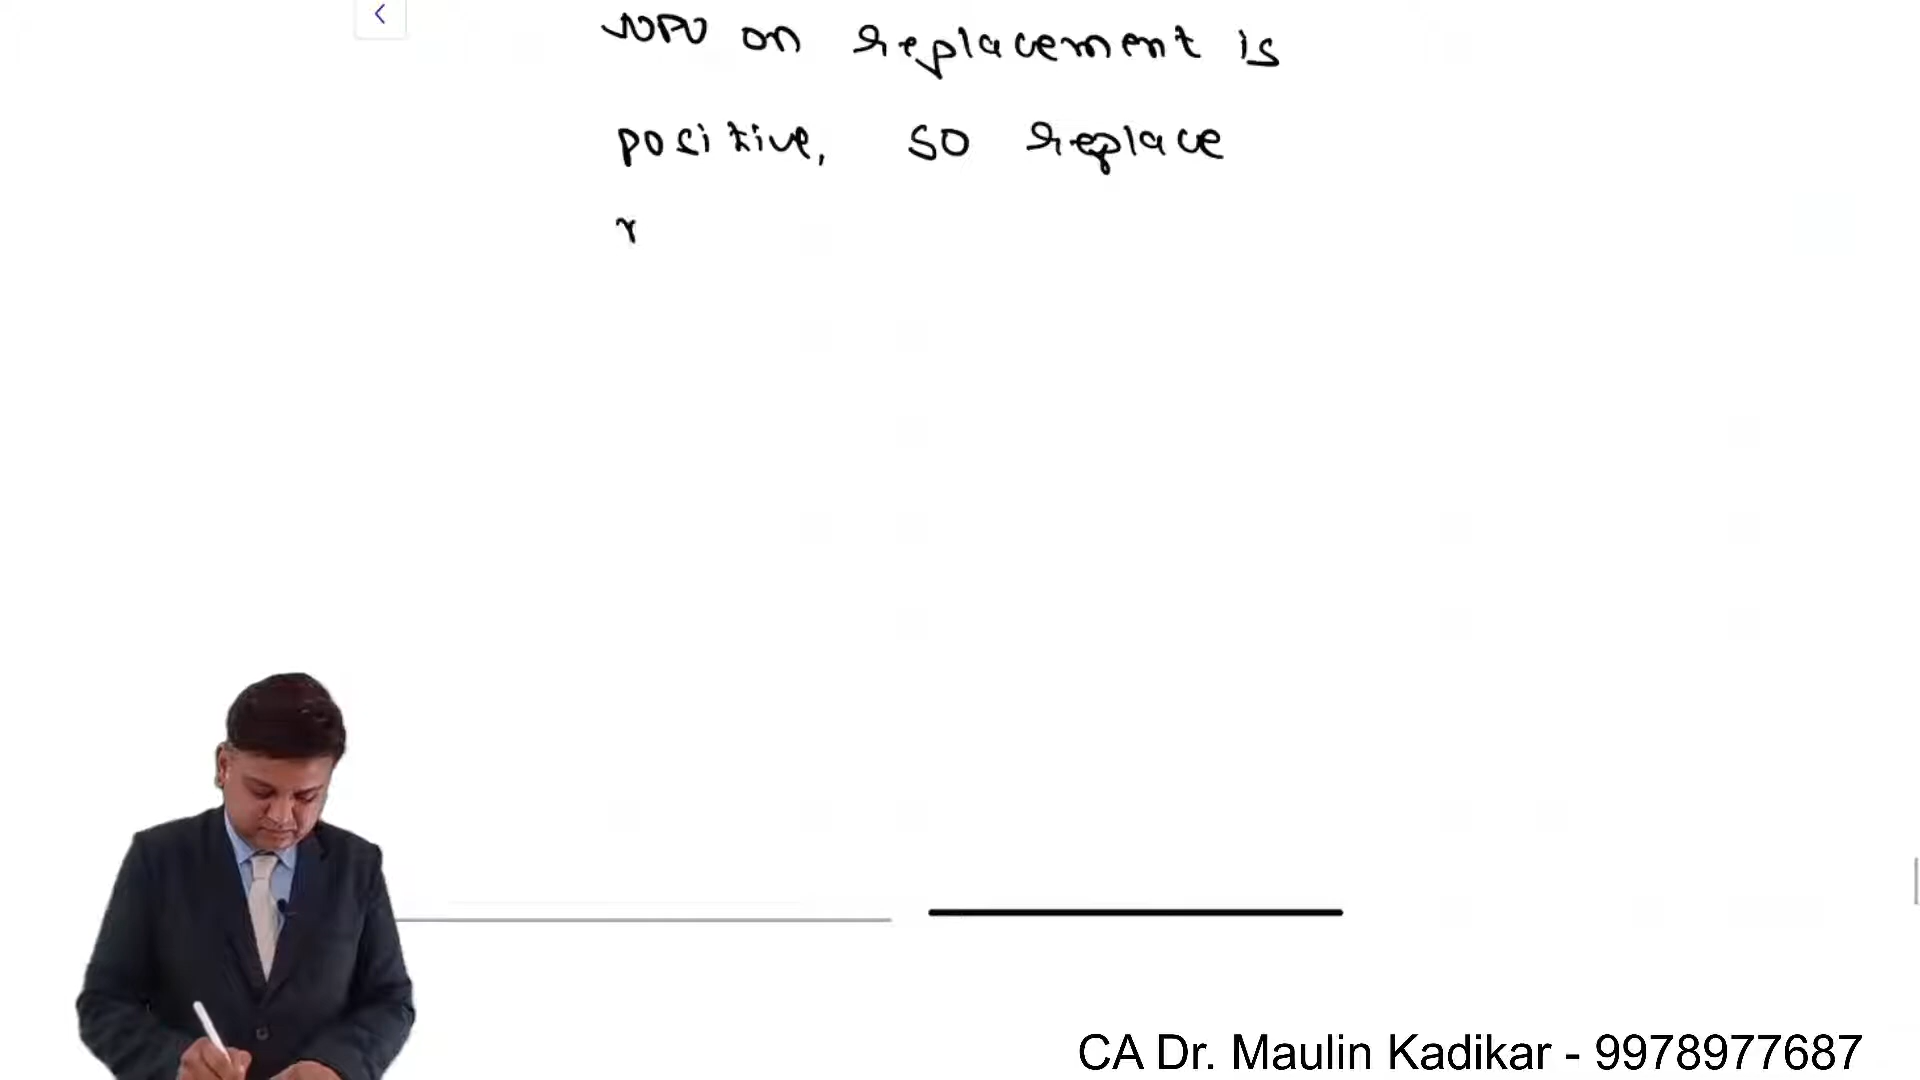 NPV on replacement is
positive, so replace
CA Dr. Maulin Kadikar - 9978977687